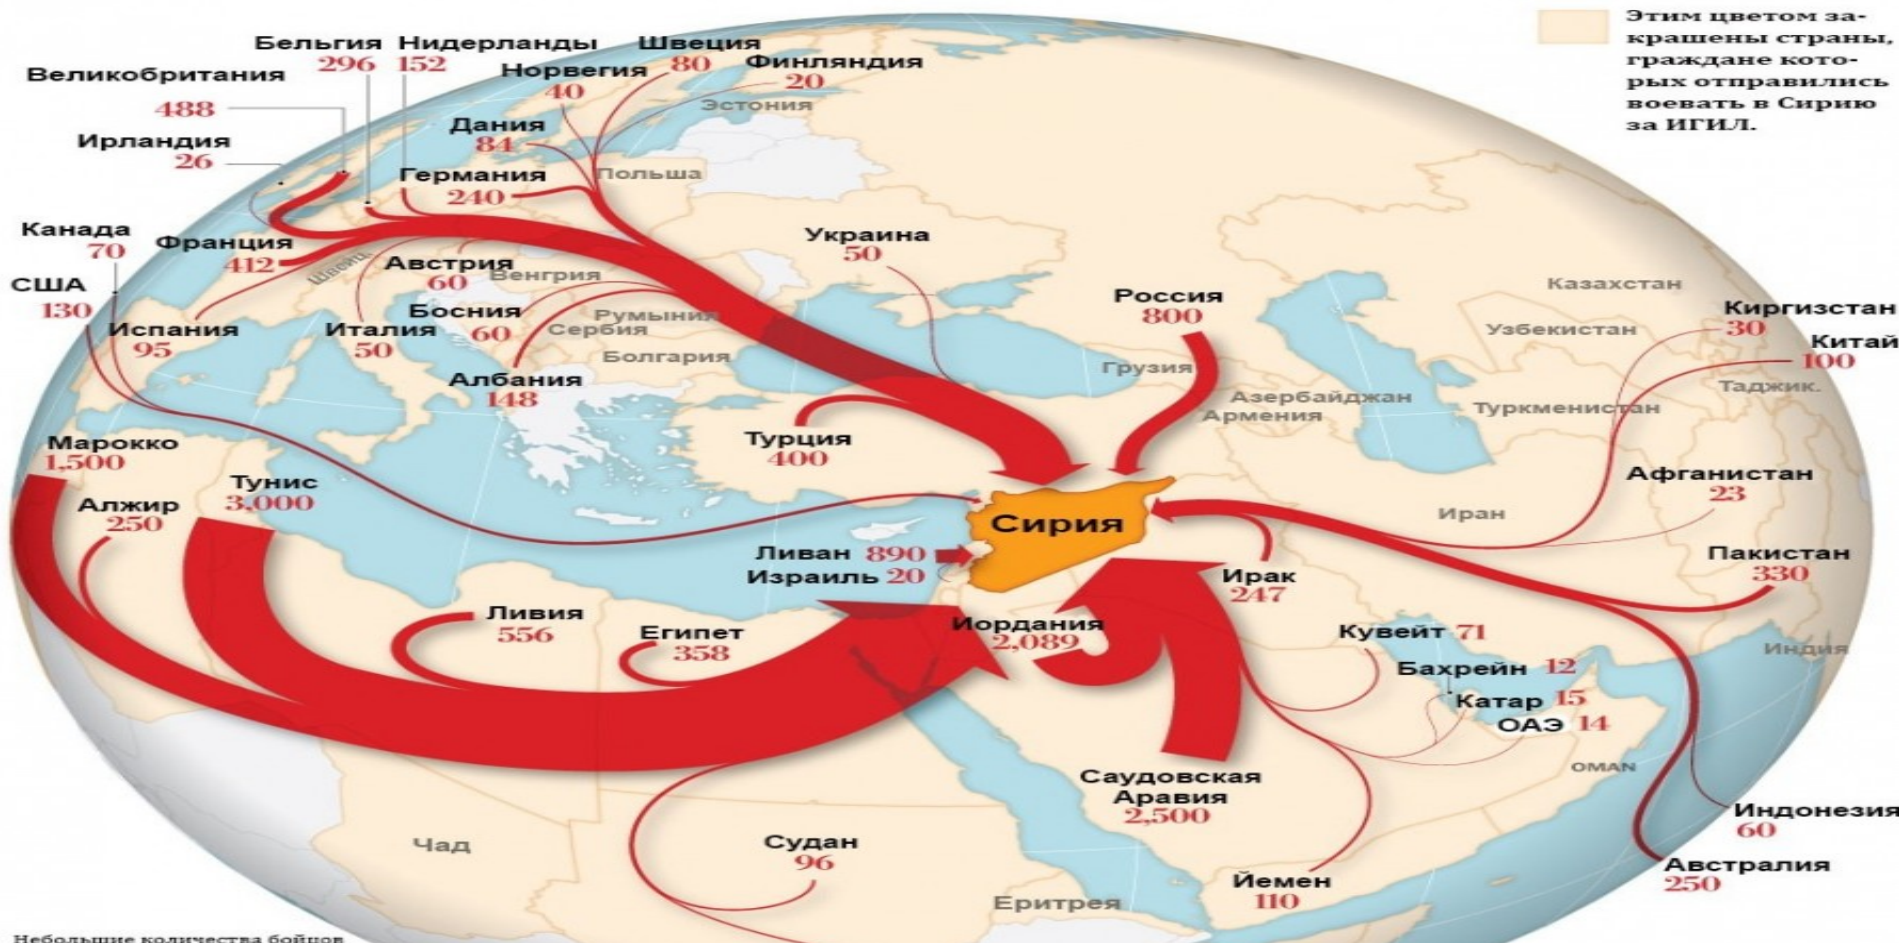 Этим цветом за-
крашены страны,
граждане кото-
рых отправились
воевать в Сирию
за ИГИЛ.
Бельгия
296
Нидерланды
152
Швеция
80
Великобритания
488
Норвегия
40
Финляндия
20
Эстония
Ирландия
26
Дания
84
Германия
240
Польша
Канада
70
Франция
412
Швейц.
Австрия
60
Венгрия
Украина
50
США
130
Испания
95
Италия
50
Босния
60
Румыния
Сербия
Болгария
Албания
148
Россия
800
Грузия
Азербайджан
Армения
Казахстан
Узбекистан
Киргизстан
30
Китай
100
Таджик.
Туркменистан
Марокко
1,500
Алжир
250
Тунис
3,000
Турция
400
Сирия
Иран
Афганистан
23
Пакистан
330
Ливан 890
Израиль 20
Ирак
247
Ливия
556
Египет
358
Иордания
2,089
Кувейт 71
Бахрейн 12
Катар 15
ОАЭ 14
Индия
OMAN
Саудовская
Аравия
2,500
Чад
Судан
96
Эритрея
Йемен
110
Индонезия
60
Австралия
250
Небольшие количества бойцов